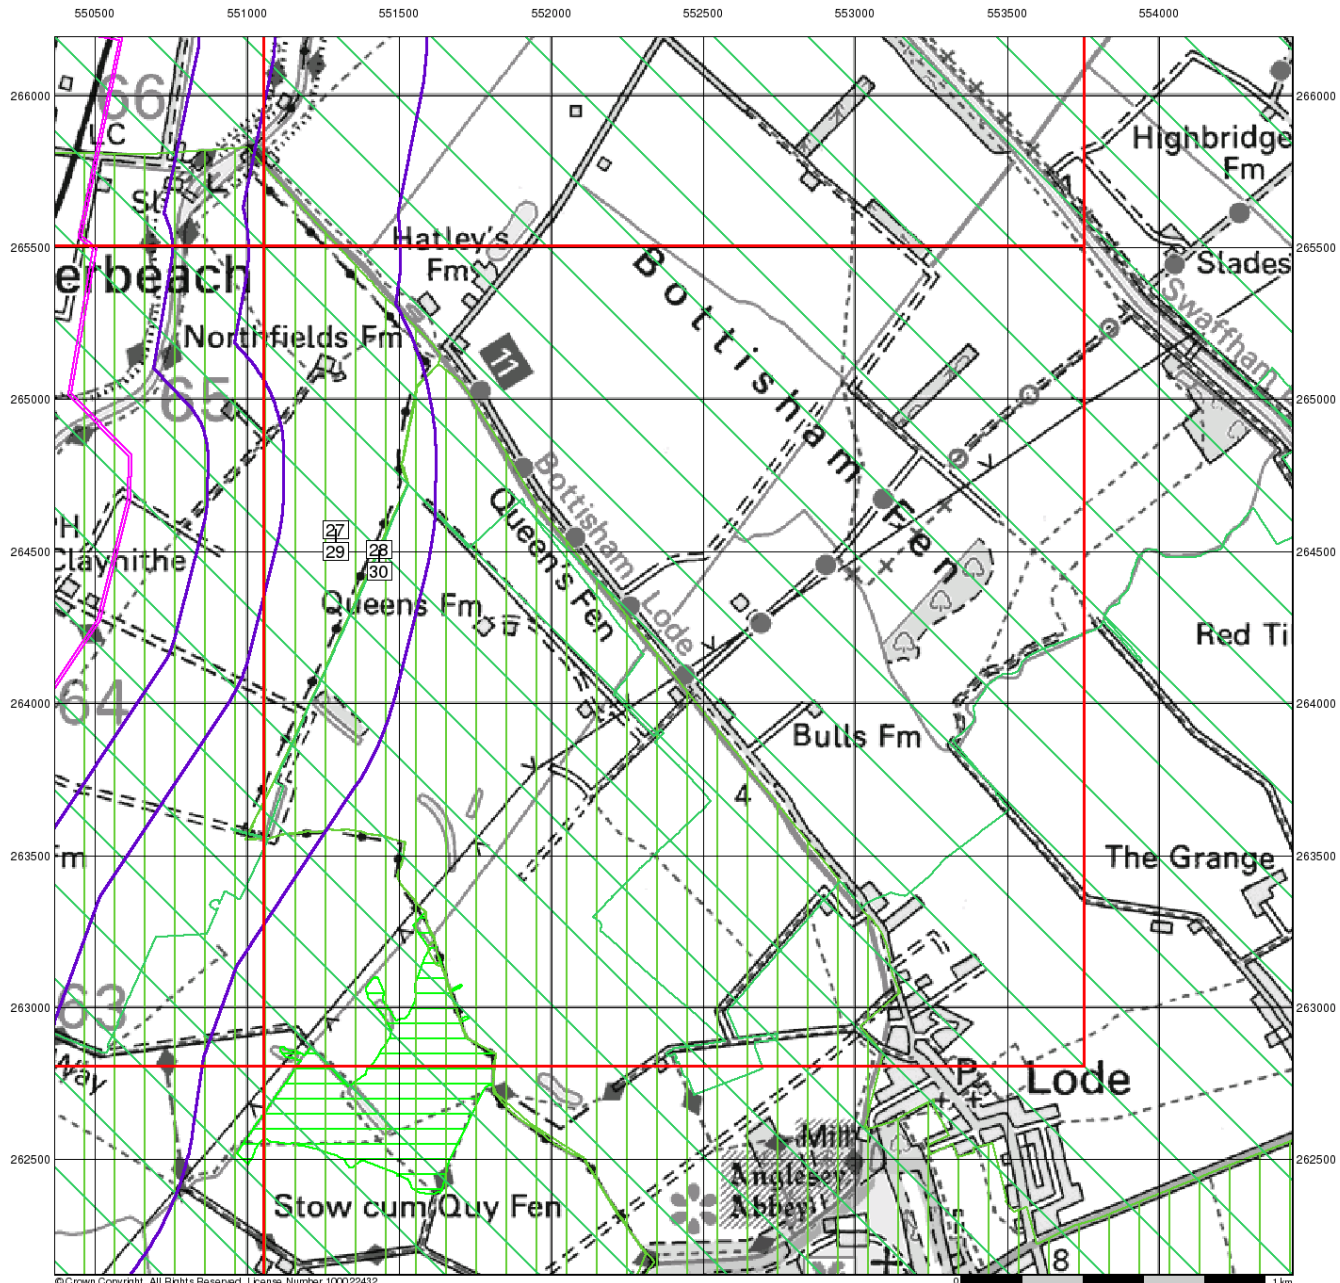 550500 551000 551500 552000 552500 553000 553500 554000
266000 66 266000
LC
Highbridge
Fm
265500 265500
Hatley's
Fm
Slades
erbeach
Bottisham Fen
Swaffham
Northfields Fm
11
265000 65 265000
Bottisham Lode
Queen's Fen
27
29
28
30
264500 264500
Claynithe
Queens Fm
Red Ti
264000 64 264000
Bulls Fm
4
263500 263500
m
The Grange
263000 63 263000
Way
P
Lode
Mill
262500 262500
Anglesey
Abbey
Stow cum Quy Fen
8
© Crown Copyright. All Rights Reserved. License Number 100022432
0 1 km